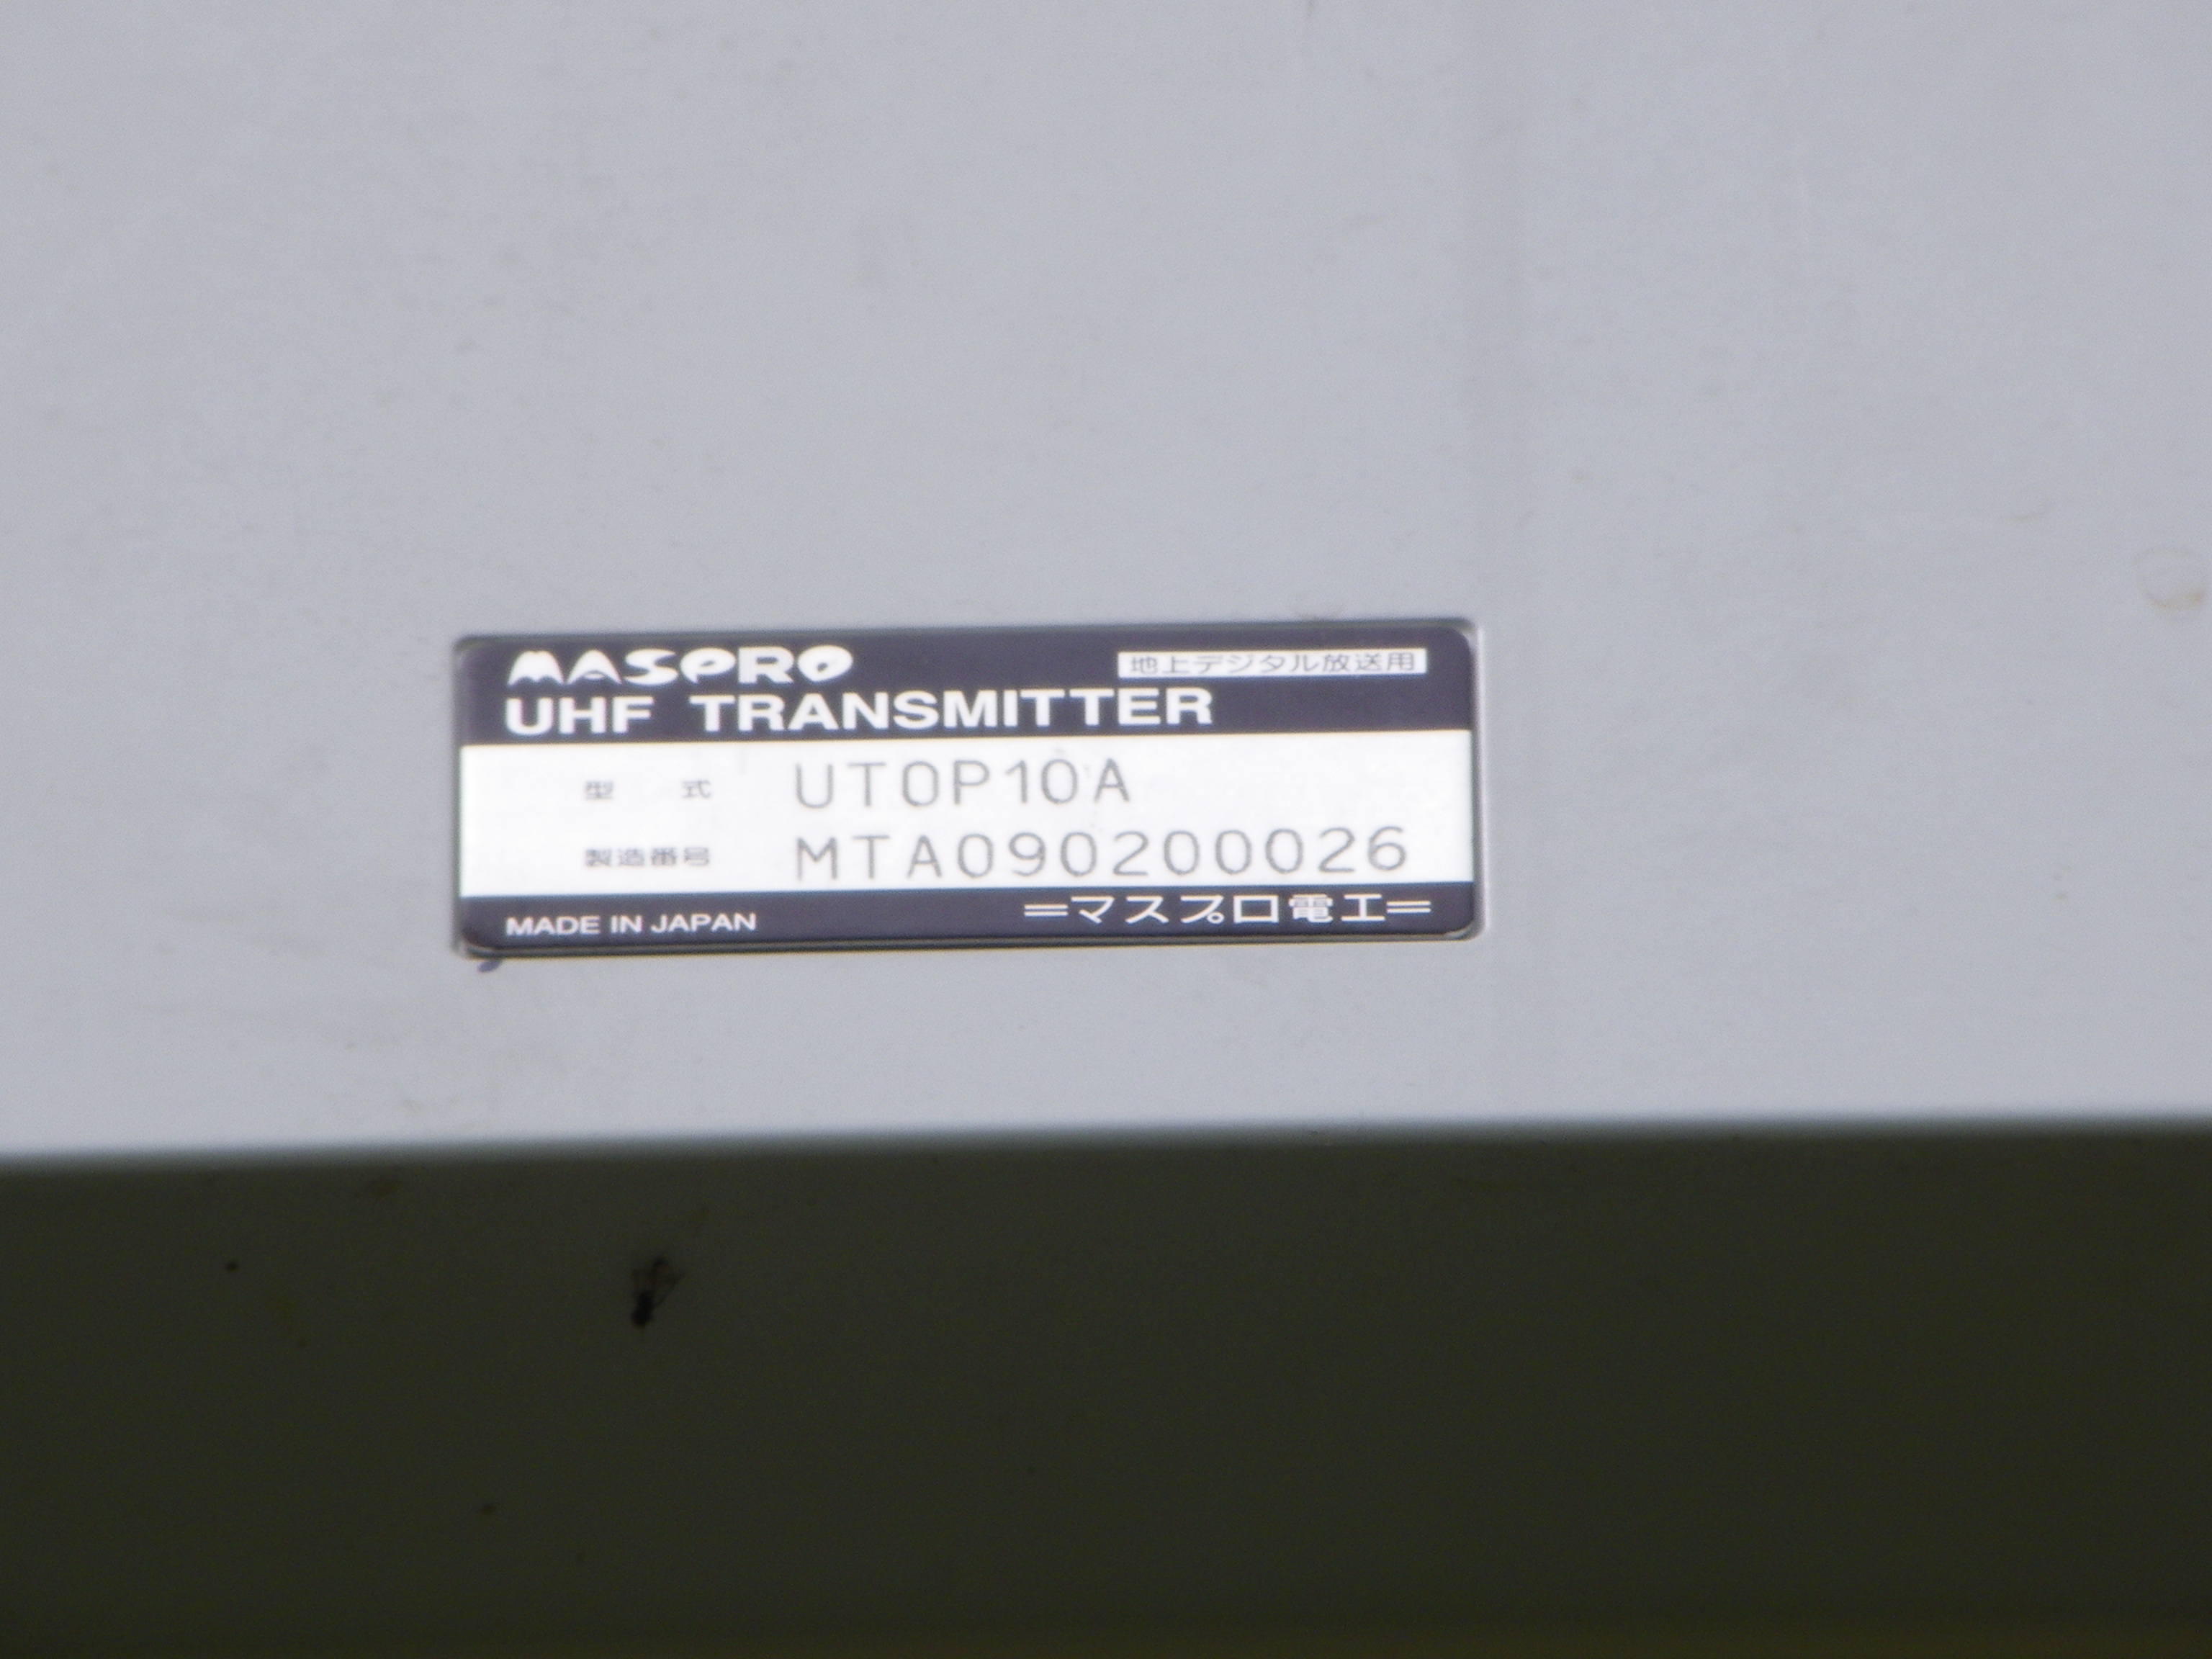 MASPRO 地上デジタル放送用
UHF TRANSMITTER
型 式 UT0P10A
製造番号 MTA090200026
MADE IN JAPAN =マスプロ電工=